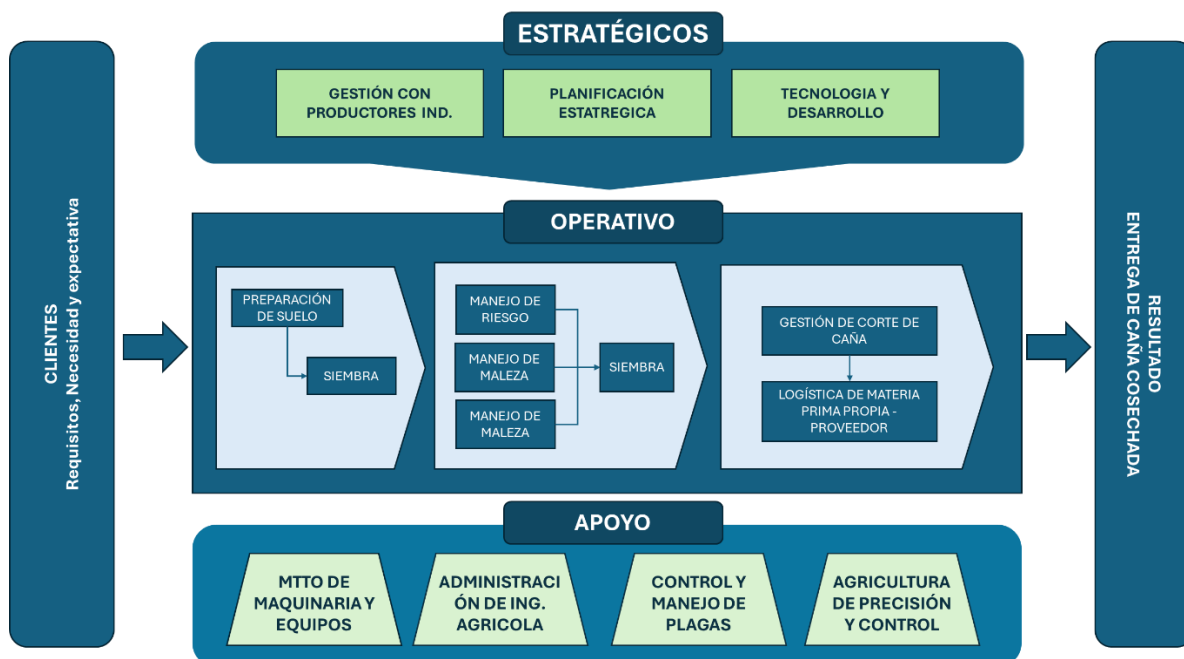 ESTRATÉGICOS
GESTIÓN CON
PRODUCTORES IND.
PLANIFICACIÓN
ESTATREGICA
TECNOLOGIA Y
DESARROLLO
CLIENTES
Requisitos, Necesidad y expectativa
OPERATIVO
PREPARACIÓN
DE SUELO
SIEMBRA
MANEJO DE
RIESGO
MANEJO DE
MALEZA
MANEJO DE
MALEZA
SIEMBRA
GESTIÓN DE CORTE DE
CAÑA
LOGÍSTICA DE MATERIA
PRIMA PROPIA -
PROVEEDOR
RESULTADO
ENTREGA DE CAÑA COSECHADA
APOYO
MTTO DE
MAQUINARIA Y
EQUIPOS
ADMINISTRACI
ÓN DE ING.
AGRICOLA
CONTROL Y
MANEJO DE
PLAGAS
AGRICULTURA
DE PRECISIÓN
Y CONTROL